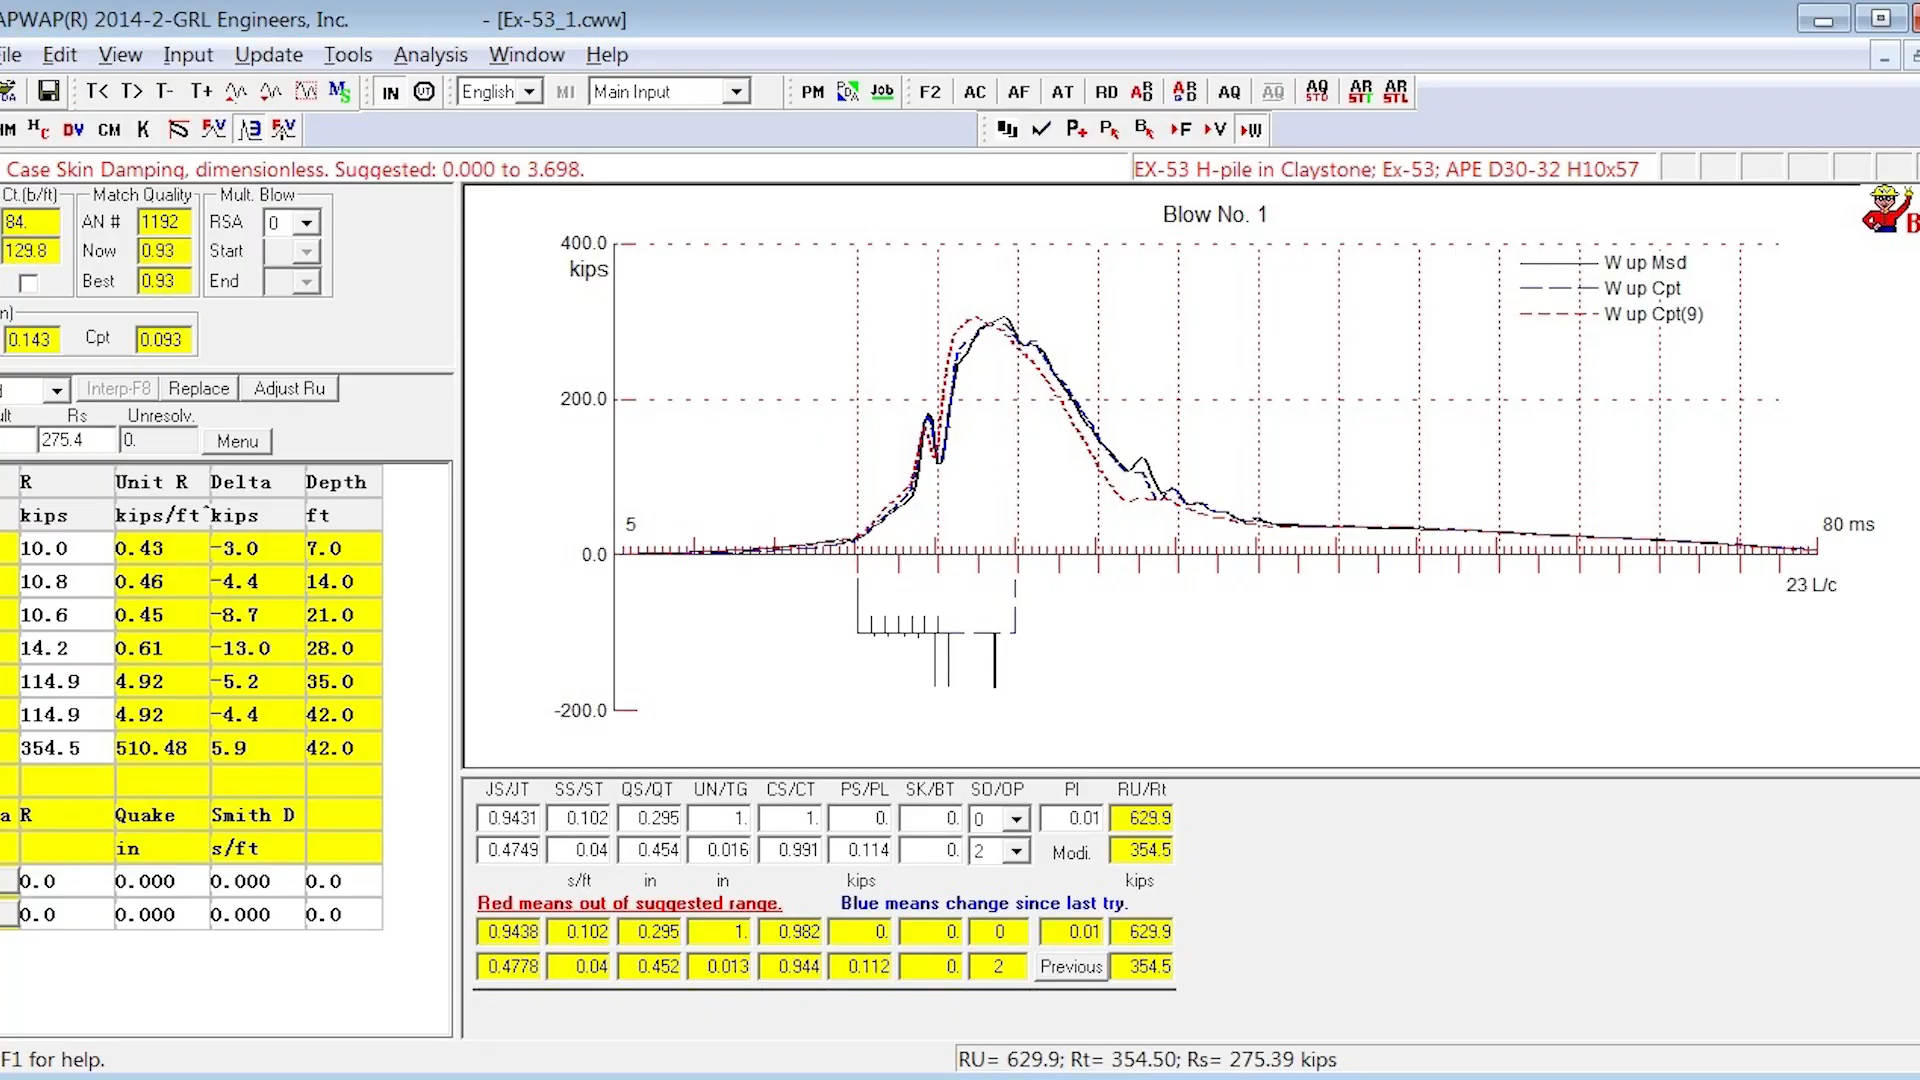 APWAP(R) 2014-2-GRL Engineers, Inc. - [Ex-53_1.cww]
File Edit View Input Update Tools Analysis Window Help
T< T> T- T+ IN English MI Main Input PM Job F2 AC AF AT RD AB AB AQ AQ AQ STD AR STT AR STL
HM Hc DV CM K F-V P+ F V W
Case Skin Damping, dimensionless. Suggested: 0.000 to 3.698.
EX-53 H-pile in Claystone; Ex-53; APE D30-32 H10x57
Ct.(b/ft) Match Quality Mult. Blow
84. AN # 1192 RSA 0
129.8 Now 0.93 Start
Best 0.93 End
n)
0.143 Cpt 0.093
Interp-F8 Replace Adjust Ru
ult Rs Unresolv.
275.4 0. Menu
R Unit R Delta Depth
kips kips/ft^ kips ft
10.0 0.43 -3.0 7.0
10.8 0.46 -4.4 14.0
10.6 0.45 -8.7 21.0
14.2 0.61 -13.0 28.0
114.9 4.92 -5.2 35.0
114.9 4.92 -4.4 42.0
354.5 510.48 5.9 42.0
a R Quake Smith D
in s/ft
0.0 0.000 0.000 0.0
0.0 0.000 0.000 0.0
Blow No. 1
400.0
kips
200.0
0.0
-200.0
5
80 ms
23 L/c
W up Msd
W up Cpt
W up Cpt(9)
B
JS/JT SS/ST QS/QT UN/TG CS/CT PS/PL SK/BT SO/OP PI RU/Rt
0.9431 0.102 0.295 1. 1. 0. 0. 0 0.01 629.9
0.4749 0.04 0.454 0.016 0.991 0.114 0. 2 Modi. 354.5
s/ft in in kips kips
Red means out of suggested range. Blue means change since last try.
0.9438 0.102 0.295 1. 0.982 0. 0. 0 0.01 629.9
0.4778 0.04 0.452 0.013 0.944 0.112 0. 2 Previous 354.5
F1 for help.
RU= 629.9; Rt= 354.50; Rs= 275.39 kips